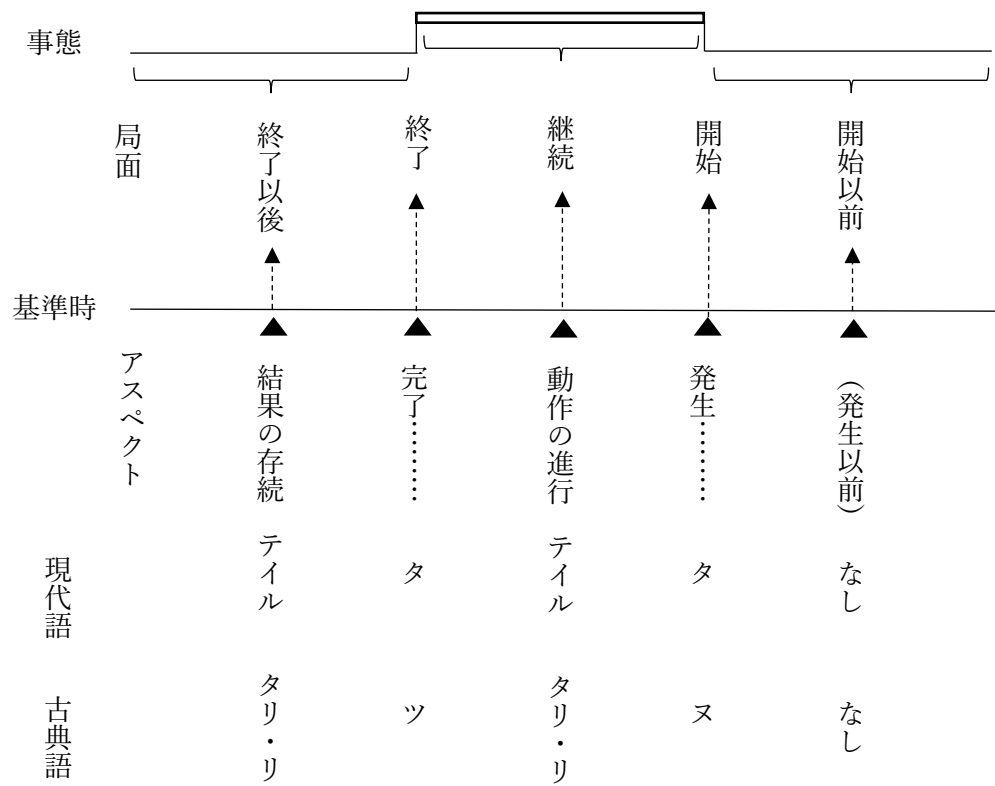 事態
局面
開始以前
開始
継続
終了
終了以後
基準時
アスペクト
（発生以前）
発生………
動作の進行
完了………
結果の存続
現代語
なし
タ
テイル
タ
テイル
古典語
なし
ヌ
タリ・リ
ツ
タリ・リ